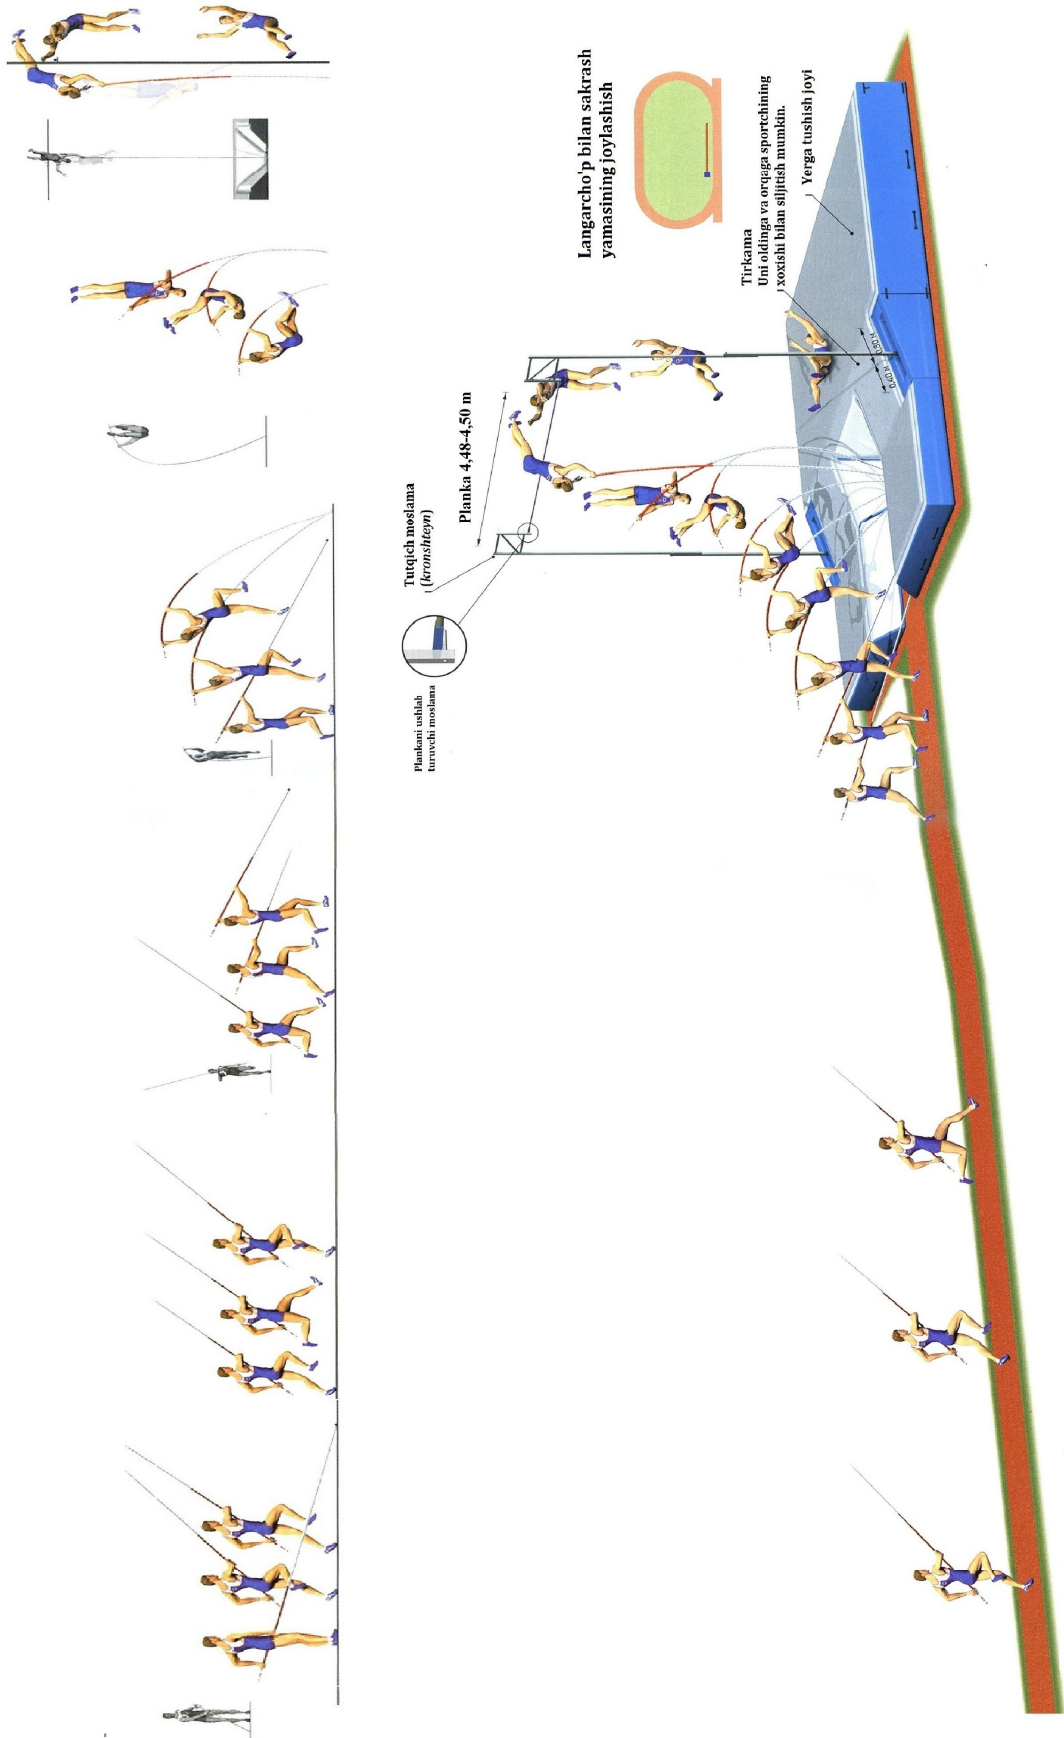 Langarcho'p bilan sakrash
yamasining joylashish
Tirkama
Uni oldinga va orqaga sportchining
xoxishi bilan siljitish mumkin.
Yerga tushish joyi
Planka 4,48-4,50 m
Tutqich moslama
(kronshteyn)
Plankani ushlab
turuvchi moslama
0,40 м
0,80 м